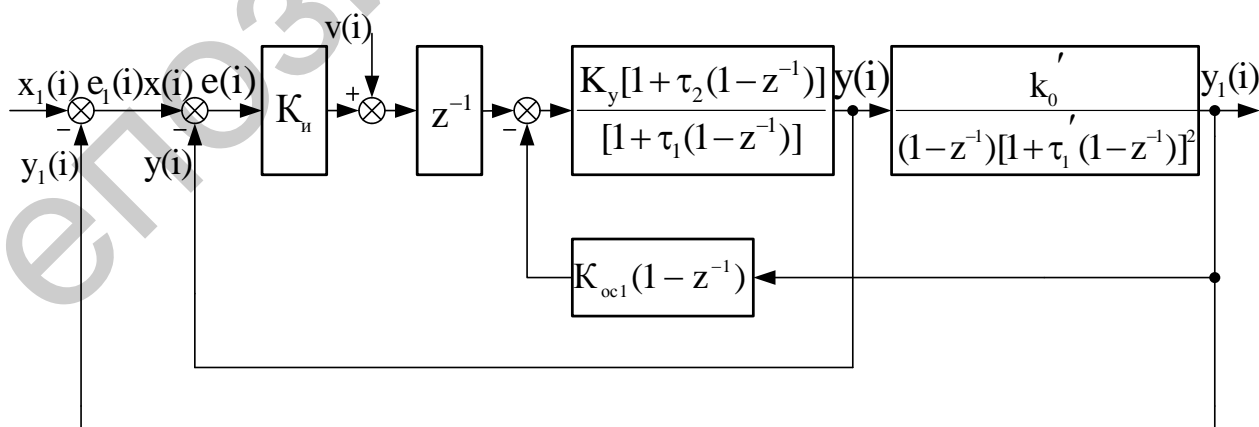 v(i)
x₁(i) e₁(i) x(i) e(i)
− − + −
y₁(i) y(i)
Kи
z⁻¹
Kу[1 + τ₂(1 − z⁻¹)]
[1 + τ₁(1 − z⁻¹)]
y(i)
k₀′
(1 − z⁻¹)[1 + τ₁′(1 − z⁻¹)]²
y₁(i)
Kос1(1 − z⁻¹)
епоз